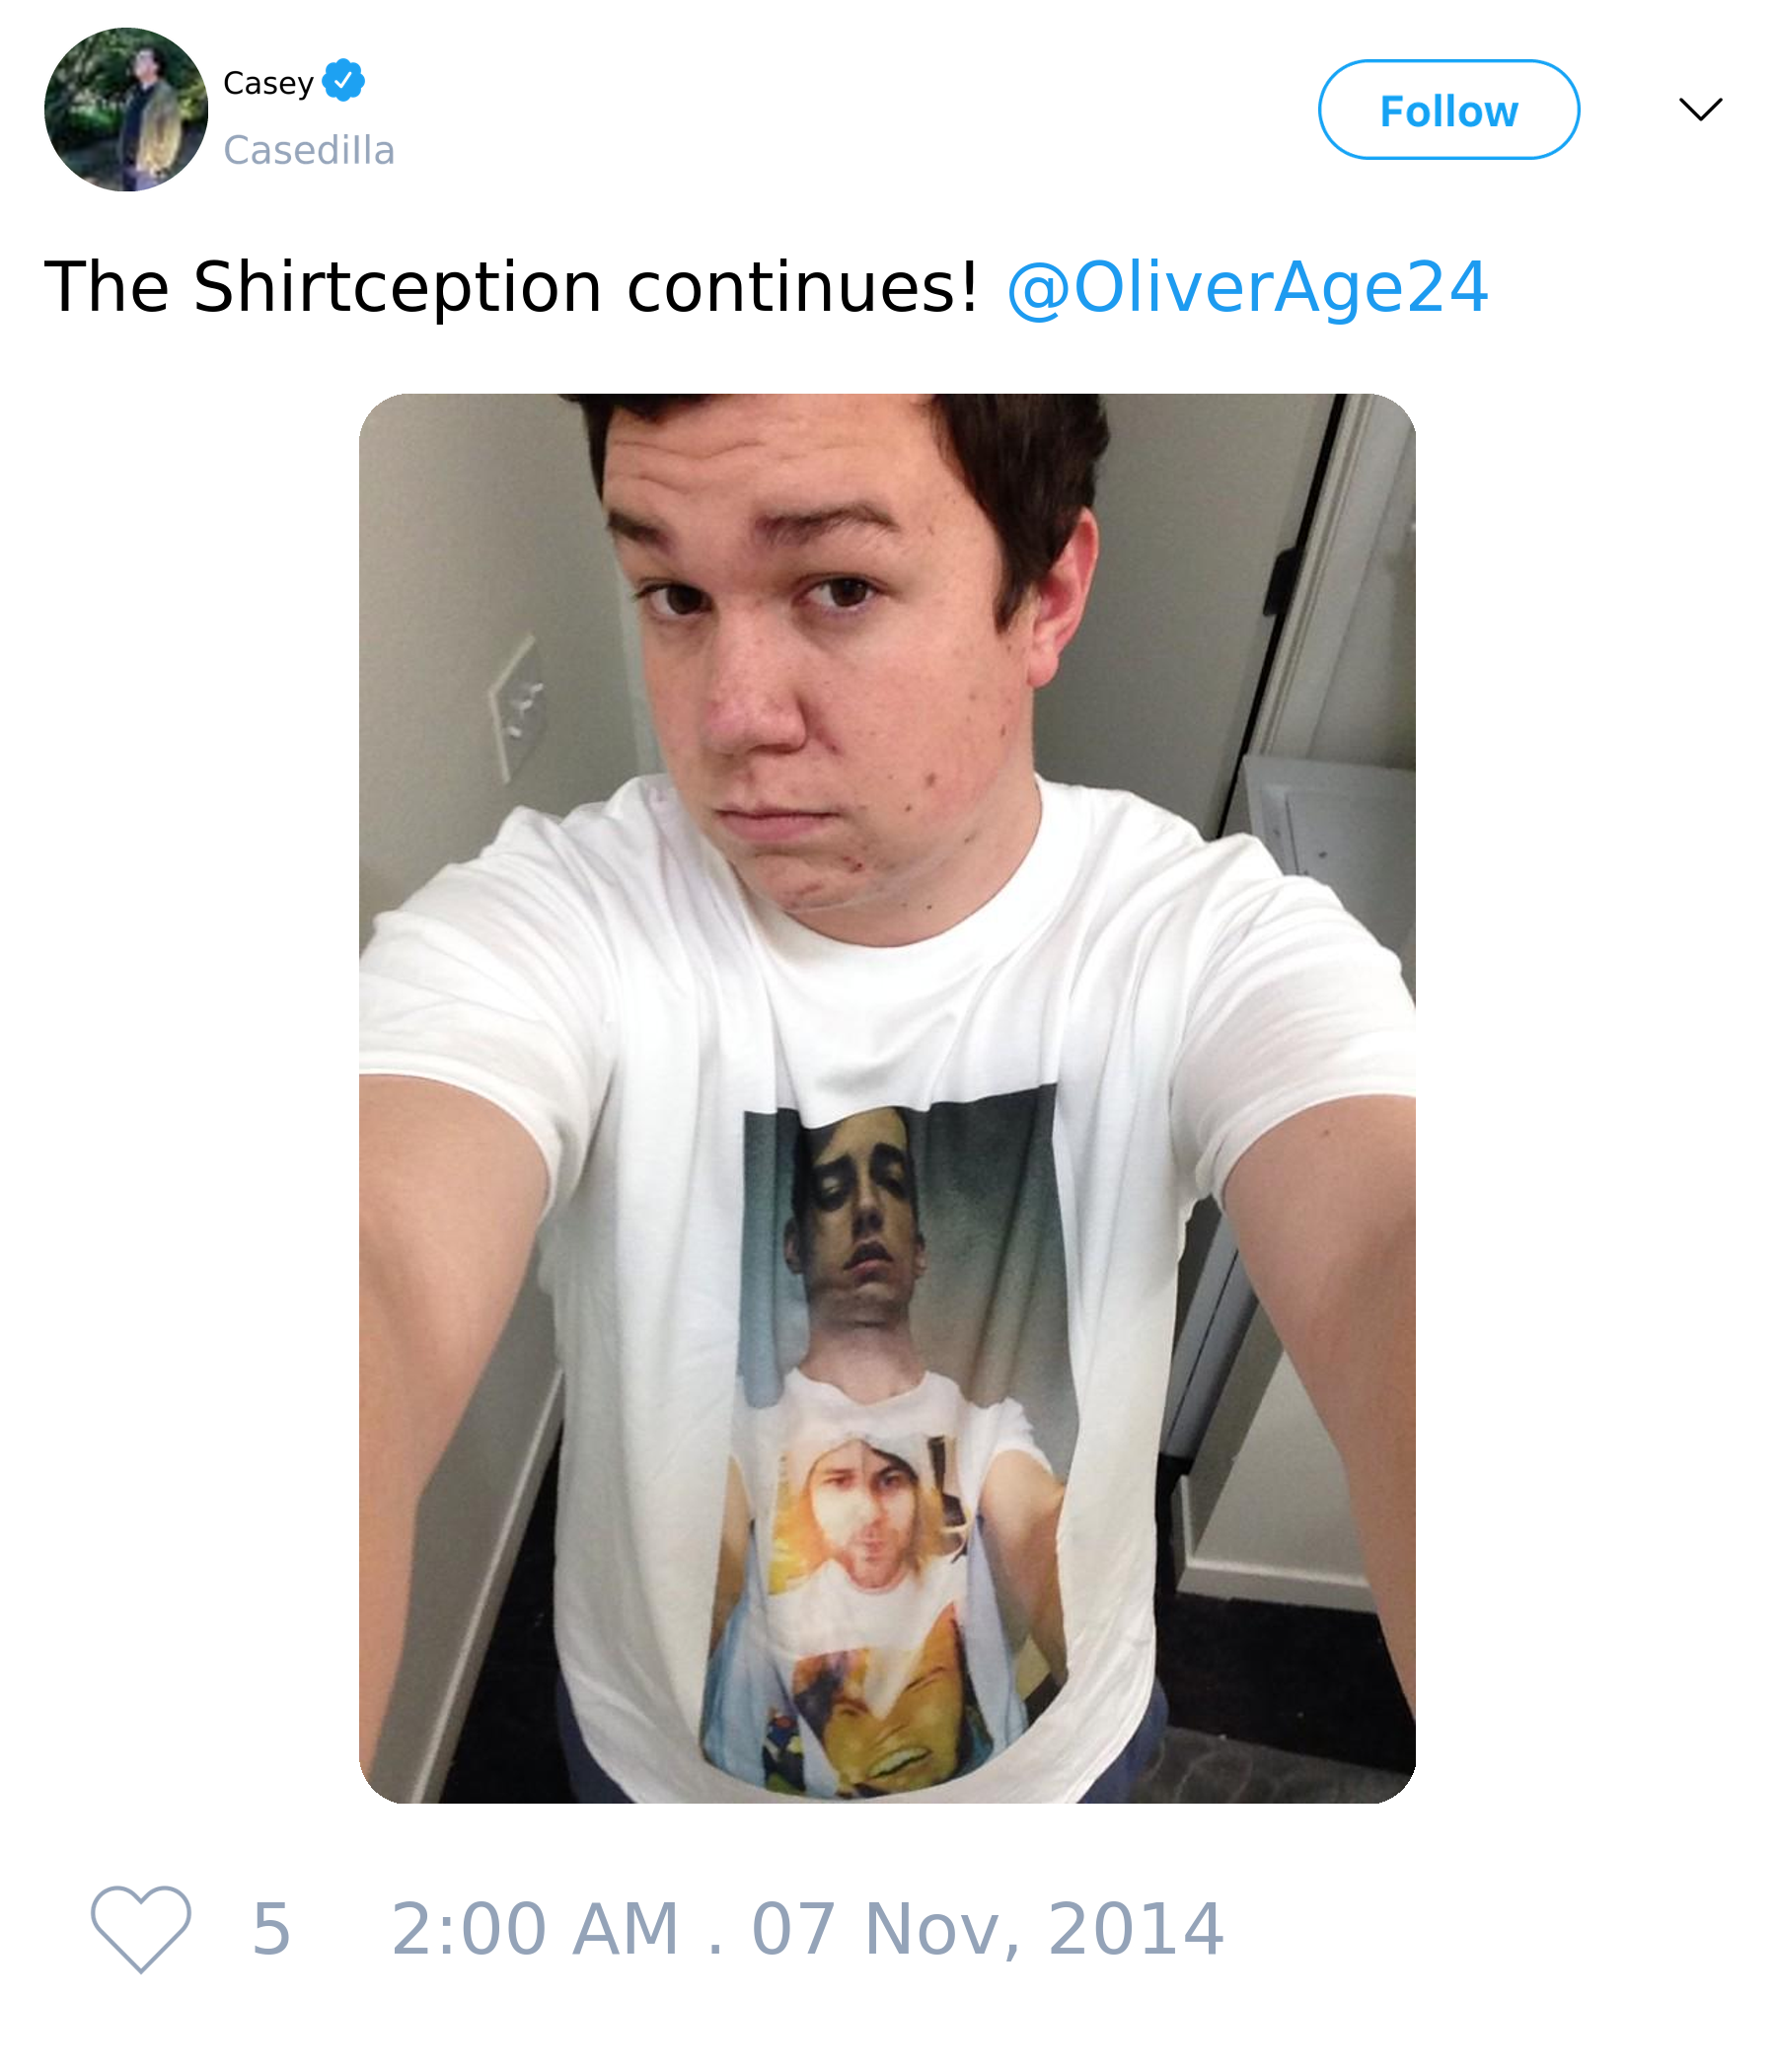 Casey
Casedilla
Follow
The Shirtception continues! @OliverAge24
5 2:00 AM . 07 Nov, 2014